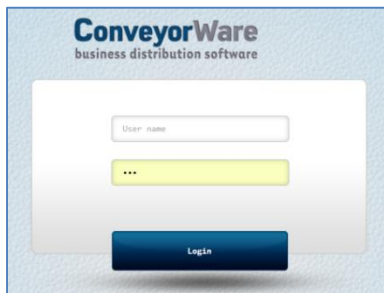 ConveyorWare
business distribution software
User name
•••
Login